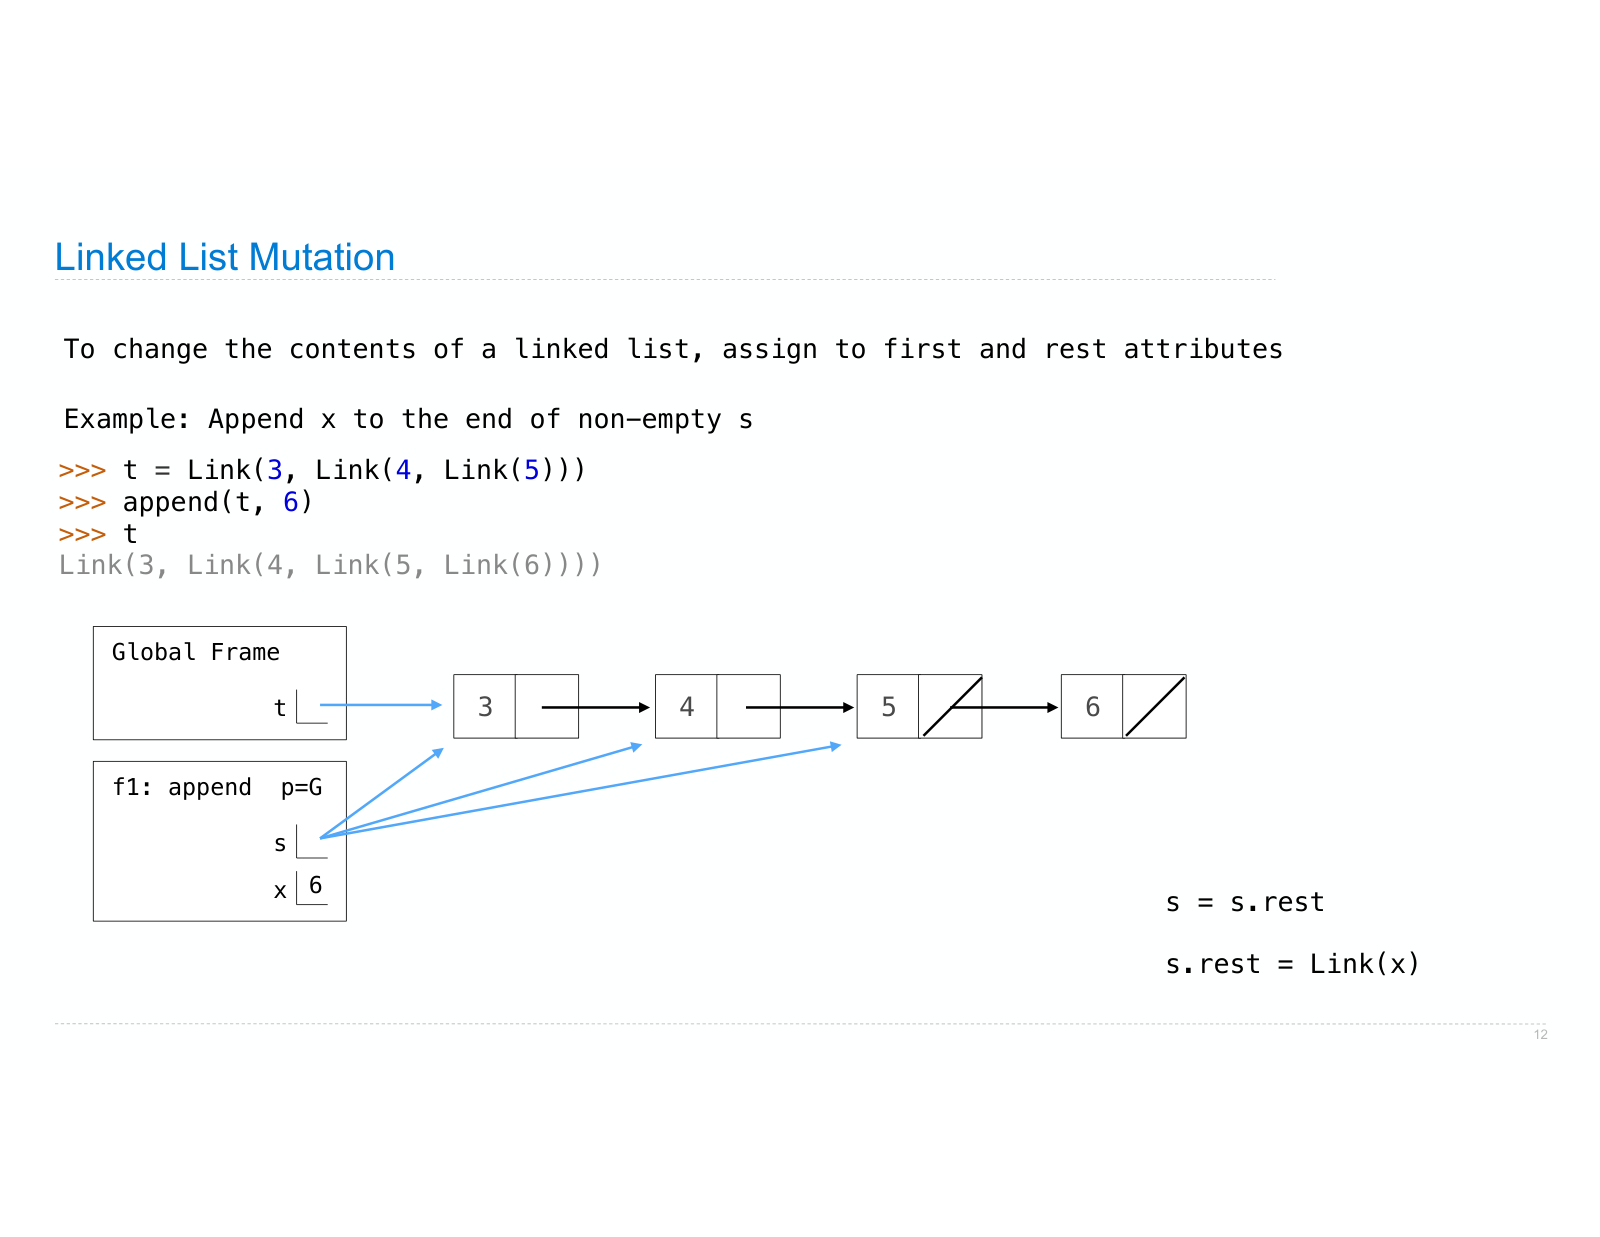 Linked List Mutation
To change the contents of a linked list, assign to first and rest attributes
Example: Append x to the end of non-empty s
>>> t = Link(3, Link(4, Link(5)))
>>> append(t, 6)
>>> t
Link(3, Link(4, Link(5, Link(6))))
Global Frame
t
3 4 5 6
f1: append p=G
s
x 6
s = s.rest
s.rest = Link(x)
12